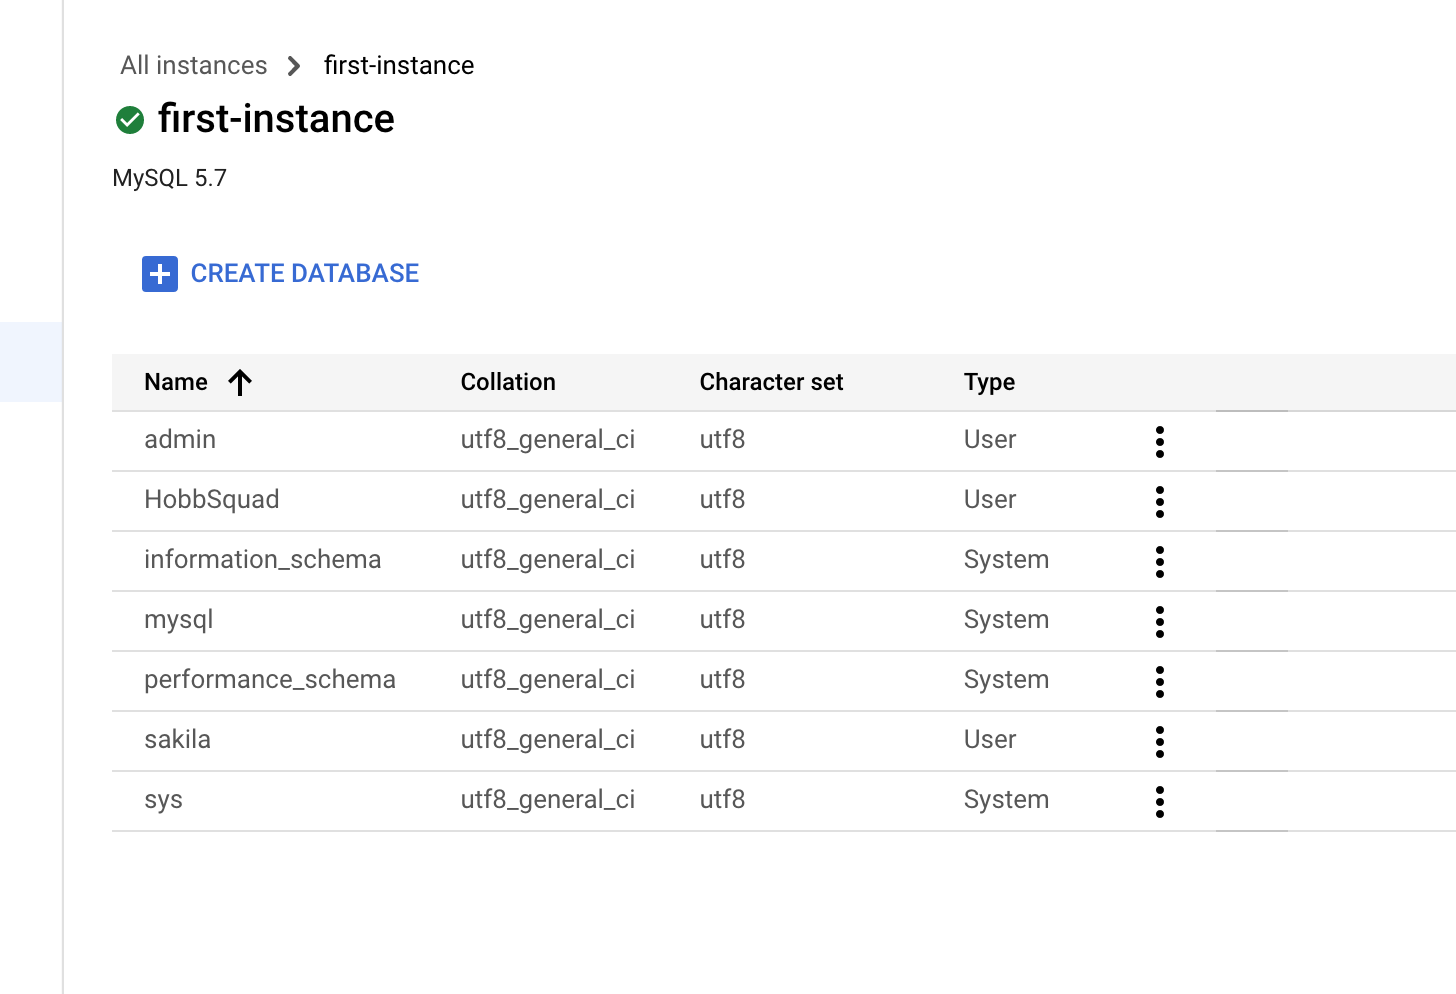 All instances first-instance
first-instance
MySQL 5.7
CREATE DATABASE
Name Collation Character set Type
admin utf8_general_ci utf8 User
HobbSquad utf8_general_ci utf8 User
information_schema utf8_general_ci utf8 System
mysql utf8_general_ci utf8 System
performance_schema utf8_general_ci utf8 System
sakila utf8_general_ci utf8 User
sys utf8_general_ci utf8 System